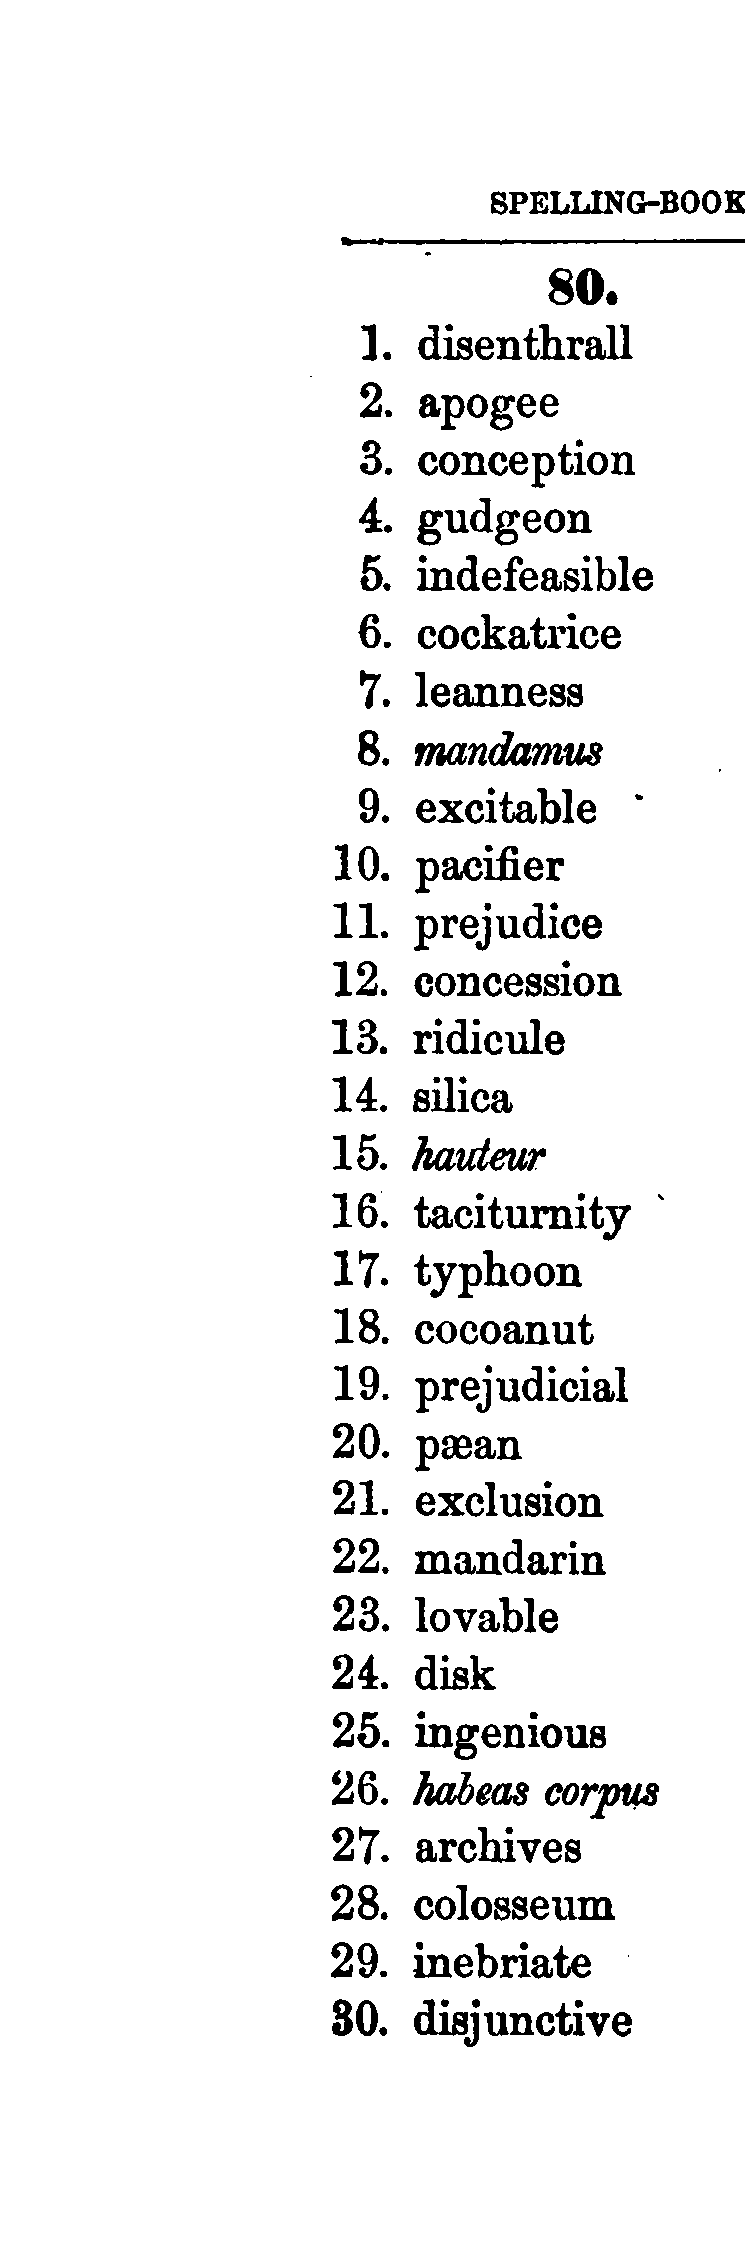 SPELLING-BOOK
80.
1. disenthrall
2. apogee
3. conception
4. gudgeon
5. indefeasible
6. cockatrice
7. leanness
8. mandamus
9. excitable
10. pacifier
11. prejudice
12. concession
13. ridicule
14. silica
15. hauteur
16. taciturnity
17. typhoon
18. cocoanut
19. prejudicial
20. pæan
21. exclusion
22. mandarin
23. lovable
24. disk
25. ingenious
26. habeas corpus
27. archives
28. colosseum
29. inebriate
30. disjunctive